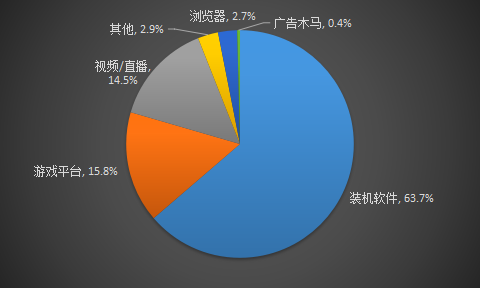 浏览器, 2.7%
广告木马, 0.4%
其他, 2.9%
视频/直播,
14.5%
游戏平台, 15.8%
装机软件, 63.7%